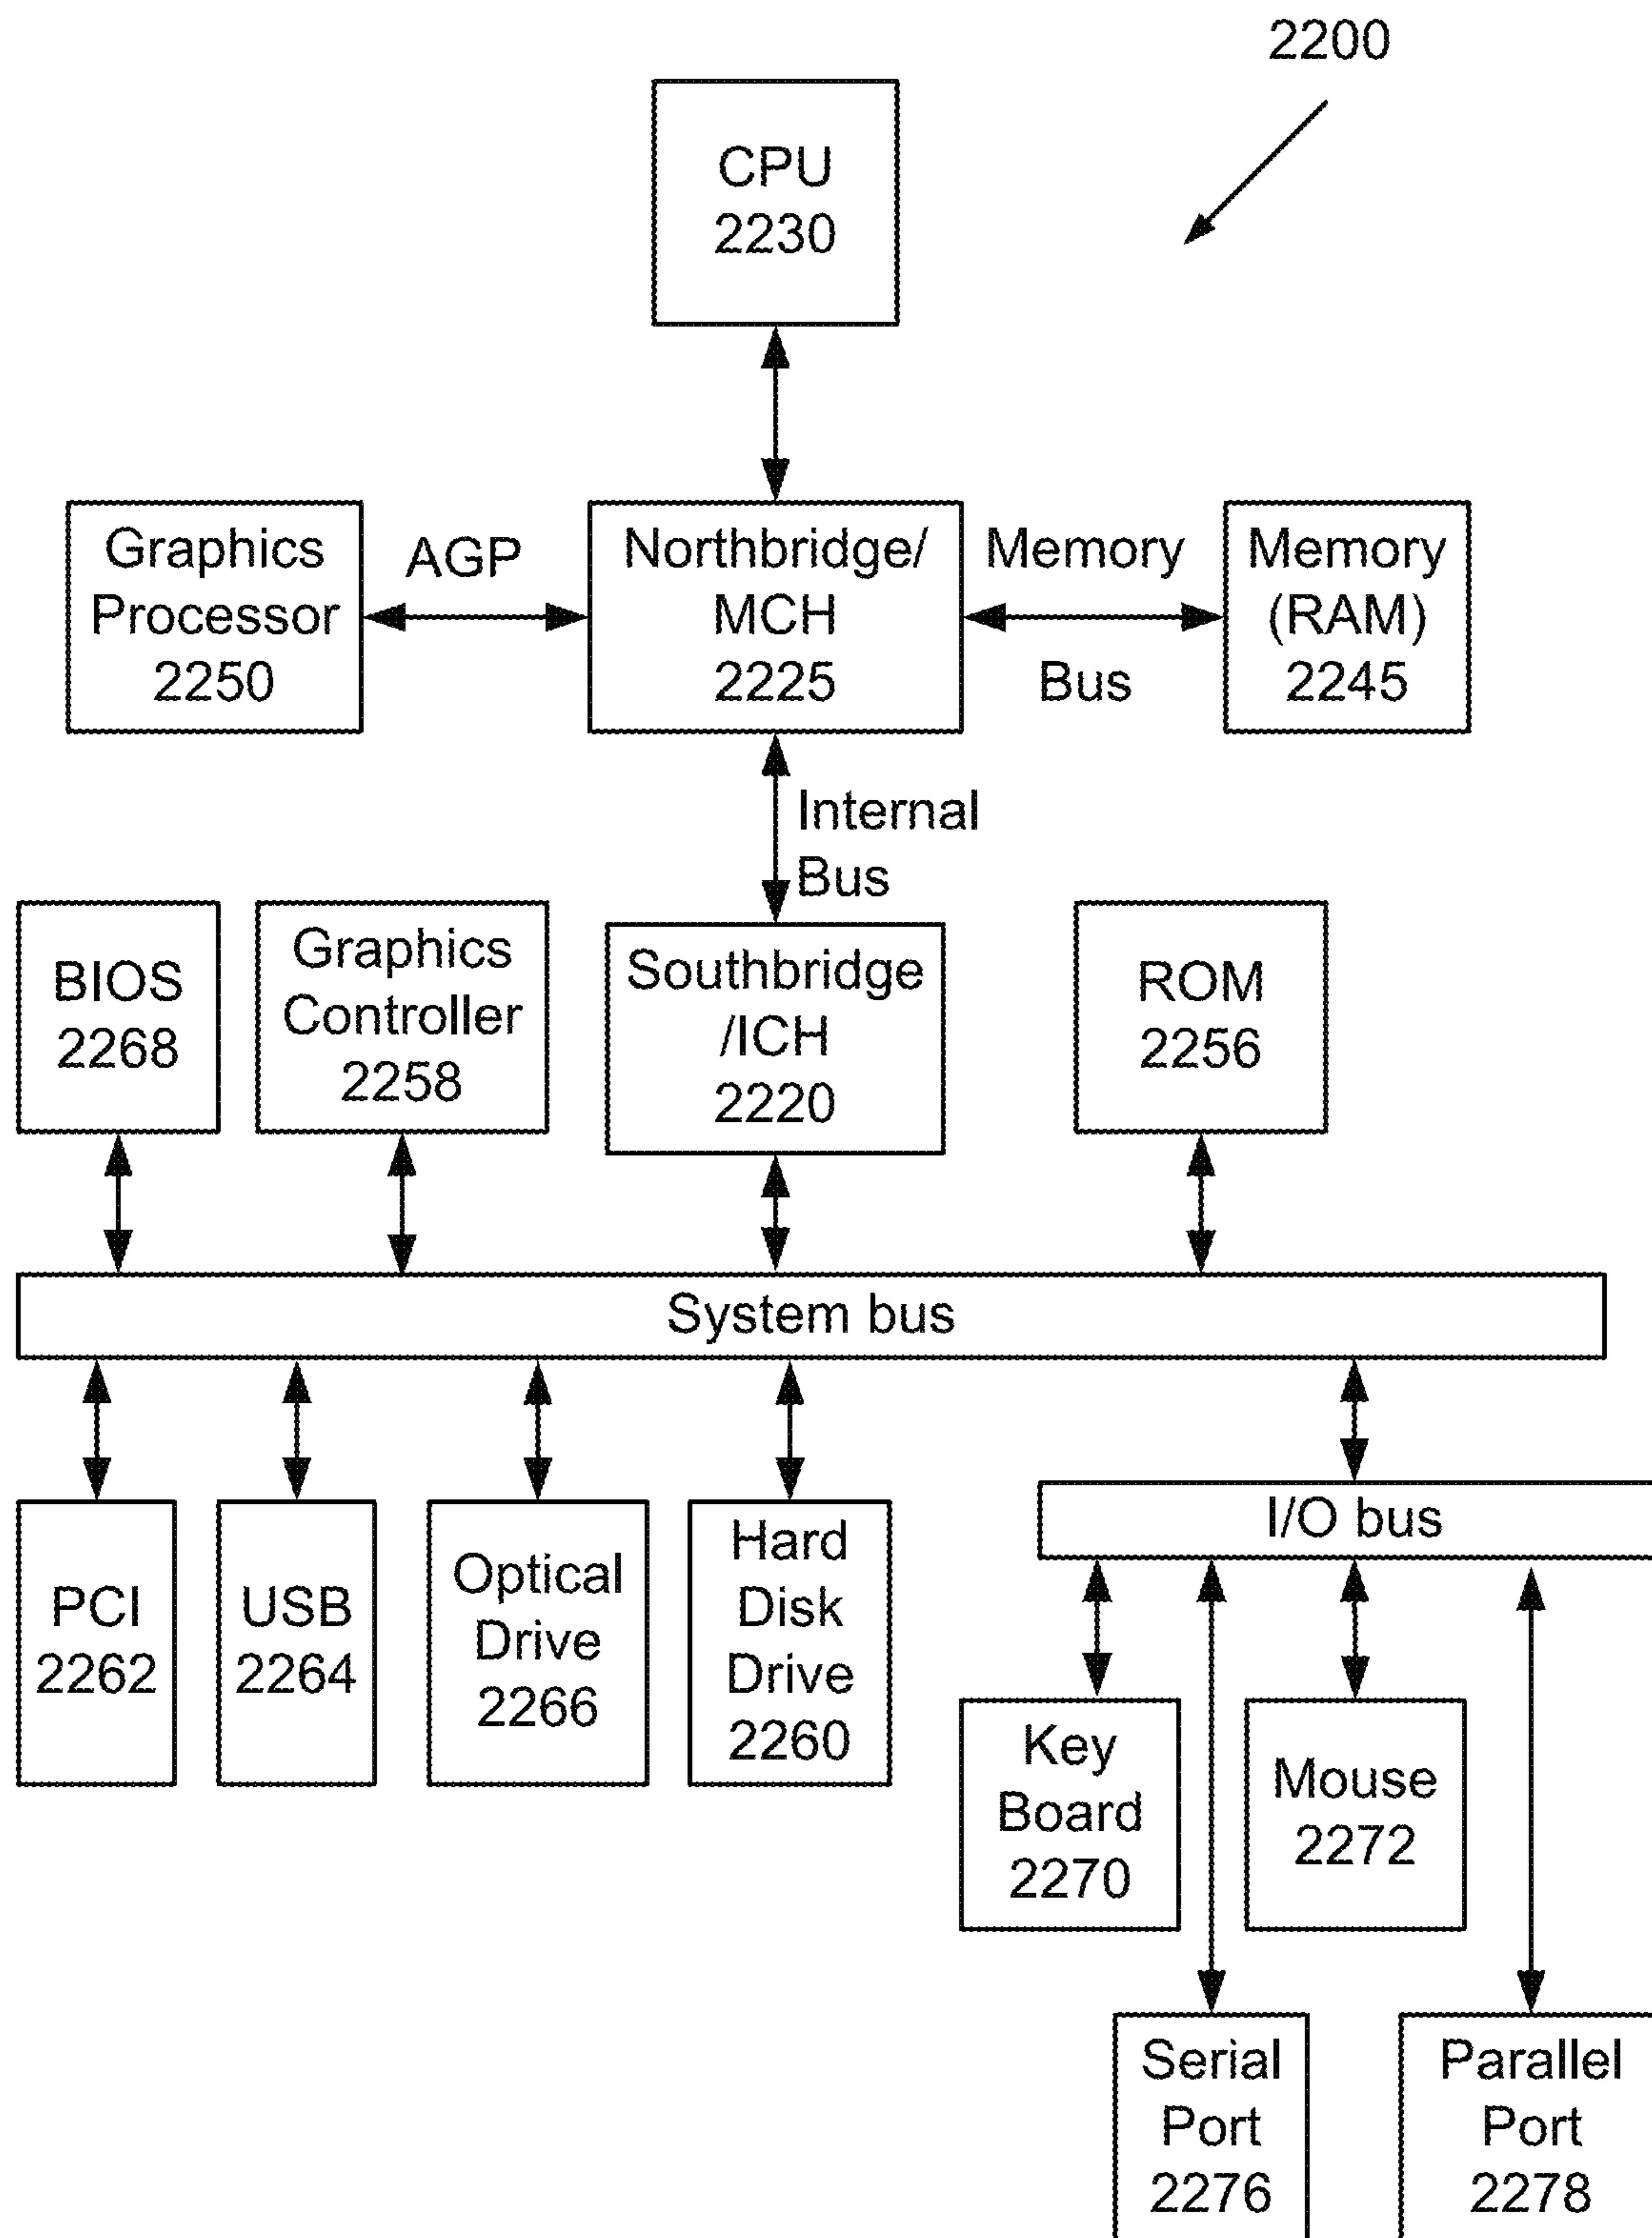 2200
CPU
2230
Graphics
Processor
2250
AGP
Northbridge/
MCH
2225
Memory
Bus
Memory
(RAM)
2245
Internal
Bus
BIOS
2268
Graphics
Controller
2258
Southbridge
/ICH
2220
ROM
2256
System bus
PCI
2262
USB
2264
Optical
Drive
2266
Hard
Disk
Drive
2260
I/O bus
Key
Board
2270
Mouse
2272
Serial
Port
2276
Parallel
Port
2278